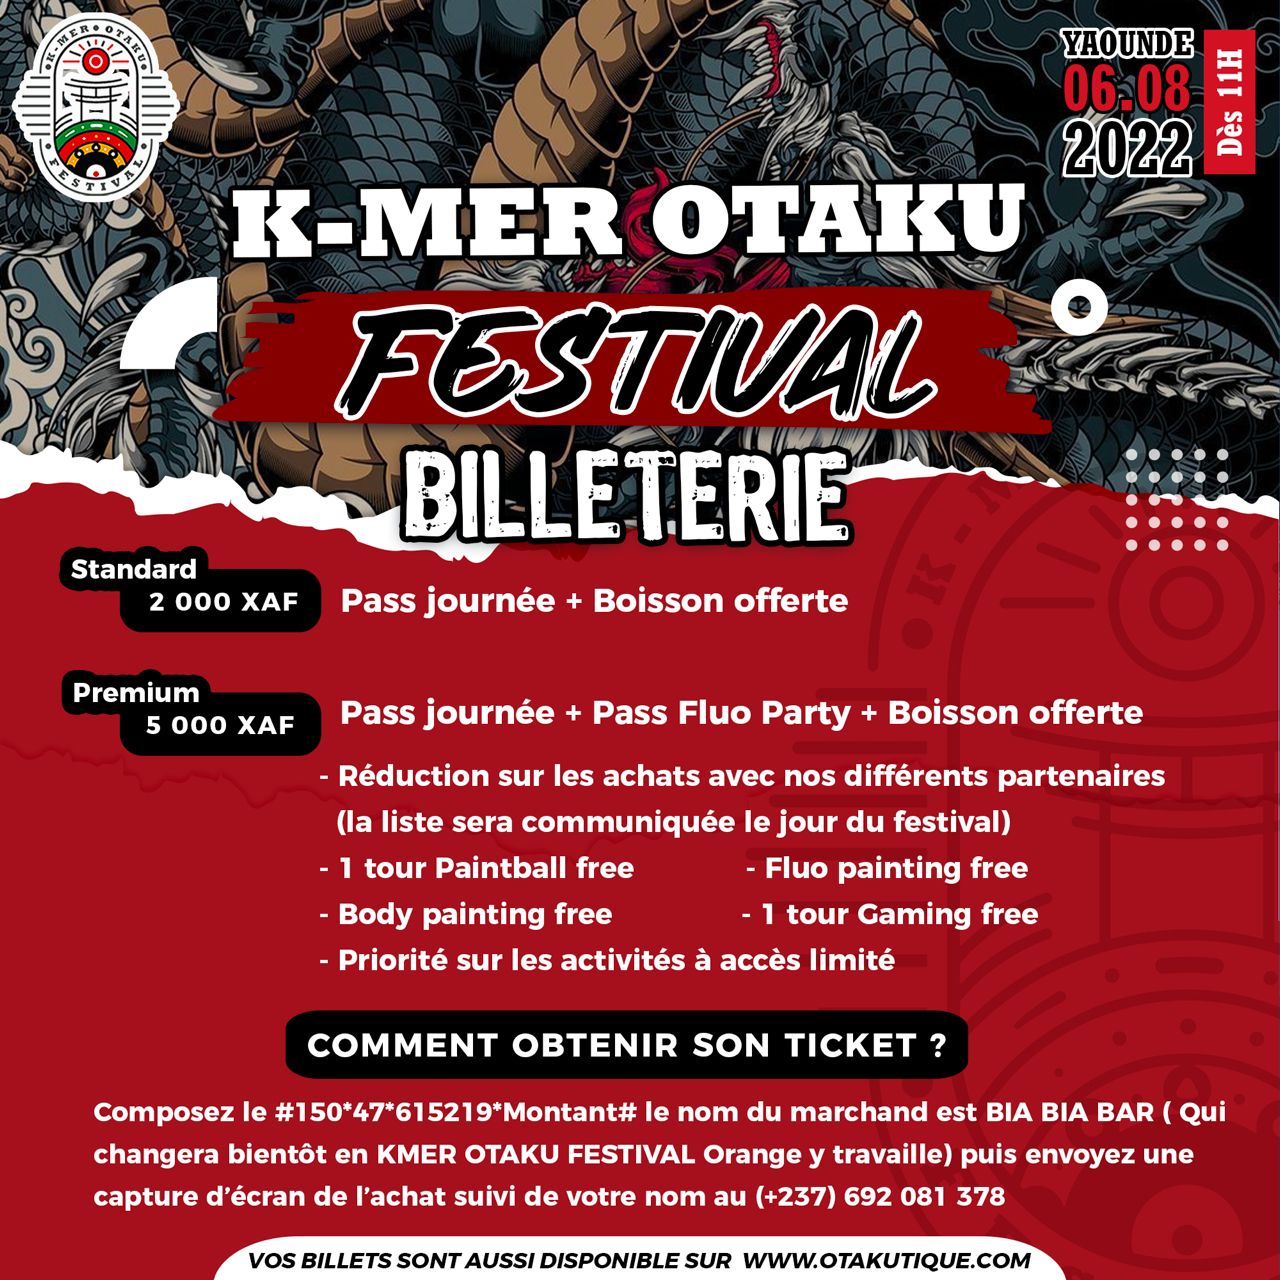 K-MER • OTAKU
FESTIVAL
YAOUNDE
06.08
2022
Dès 11H
K-MER OTAKU
FESTIVAL
BILLETERIE
Standard
2 000 XAF
Pass journée + Boisson offerte
Premium
5 000 XAF
Pass journée + Pass Fluo Party + Boisson offerte
- Réduction sur les achats avec nos différents partenaires
(la liste sera communiquée le jour du festival)
- 1 tour Paintball free - Fluo painting free
- Body painting free - 1 tour Gaming free
- Priorité sur les activités à accès limité
COMMENT OBTENIR SON TICKET ?
Composez le #150*47*615219*Montant# le nom du marchand est BIA BIA BAR ( Qui
changera bientôt en KMER OTAKU FESTIVAL Orange y travaille) puis envoyez une
capture d'écran de l'achat suivi de votre nom au (+237) 692 081 378
VOS BILLETS SONT AUSSI DISPONIBLE SUR WWW.OTAKUTIQUE.COM